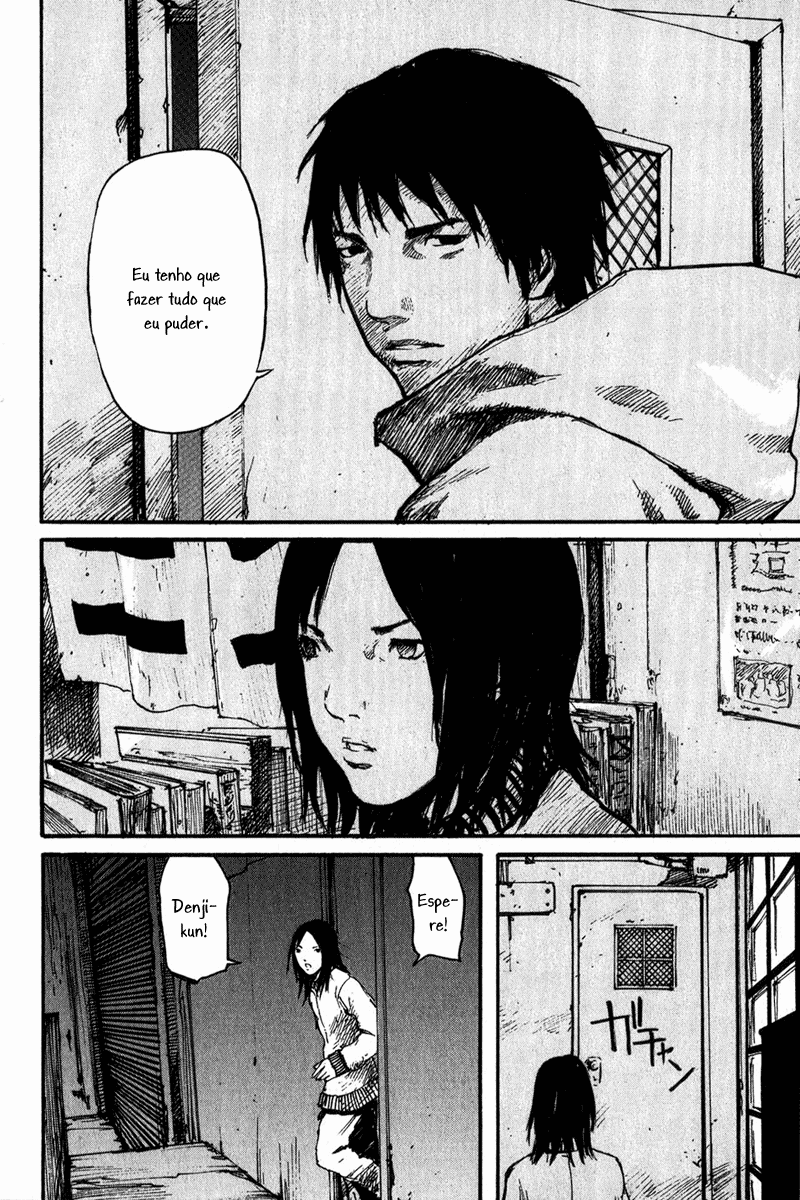 Eu tenho que
fazer tudo que
eu puder.
ガチャン
Espe-
re!
Denji-
kun!